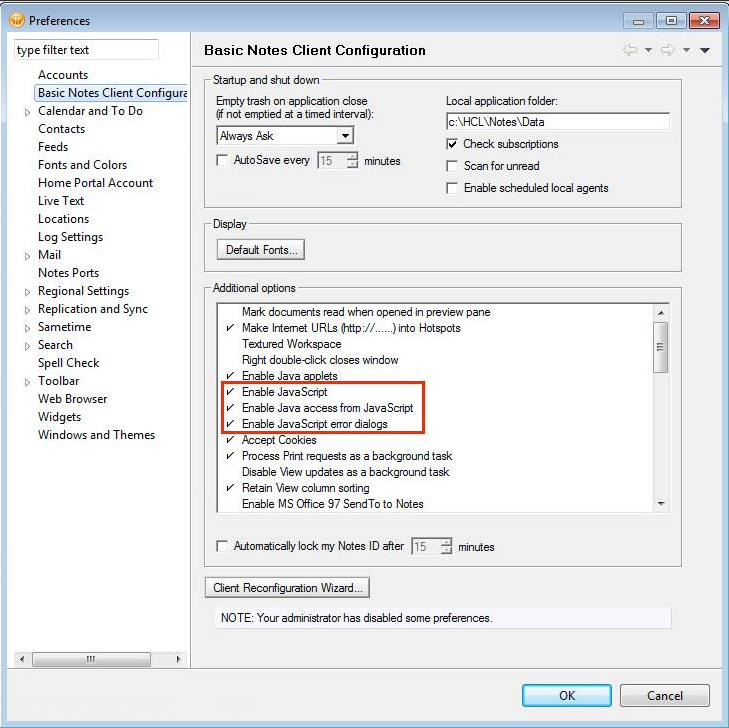 Preferences
type filter text
Accounts
Basic Notes Client Configura
Calendar and To Do
Contacts
Feeds
Fonts and Colors
Home Portal Account
Live Text
Locations
Log Settings
Mail
Notes Ports
Regional Settings
Replication and Sync
Sametime
Search
Spell Check
Toolbar
Web Browser
Widgets
Windows and Themes
Basic Notes Client Configuration
Startup and shut down
Empty trash on application close
(if not emptied at a timed interval):
Always Ask
AutoSave every 15 minutes
Local application folder:
c:\HCL\Notes\Data
Check subscriptions
Scan for unread
Enable scheduled local agents
Display
Default Fonts...
Additional options
Mark documents read when opened in preview pane
Make Internet URLs (http://......) into Hotspots
Textured Workspace
Right double-click closes window
Enable Java applets
Enable JavaScript
Enable Java access from JavaScript
Enable JavaScript error dialogs
Accept Cookies
Process Print requests as a background task
Disable View updates as a background task
Retain View column sorting
Enable MS Office 97 SendTo to Notes
Automatically lock my Notes ID after 15 minutes
Client Reconfiguration Wizard...
NOTE: Your administrator has disabled some preferences.
OK
Cancel